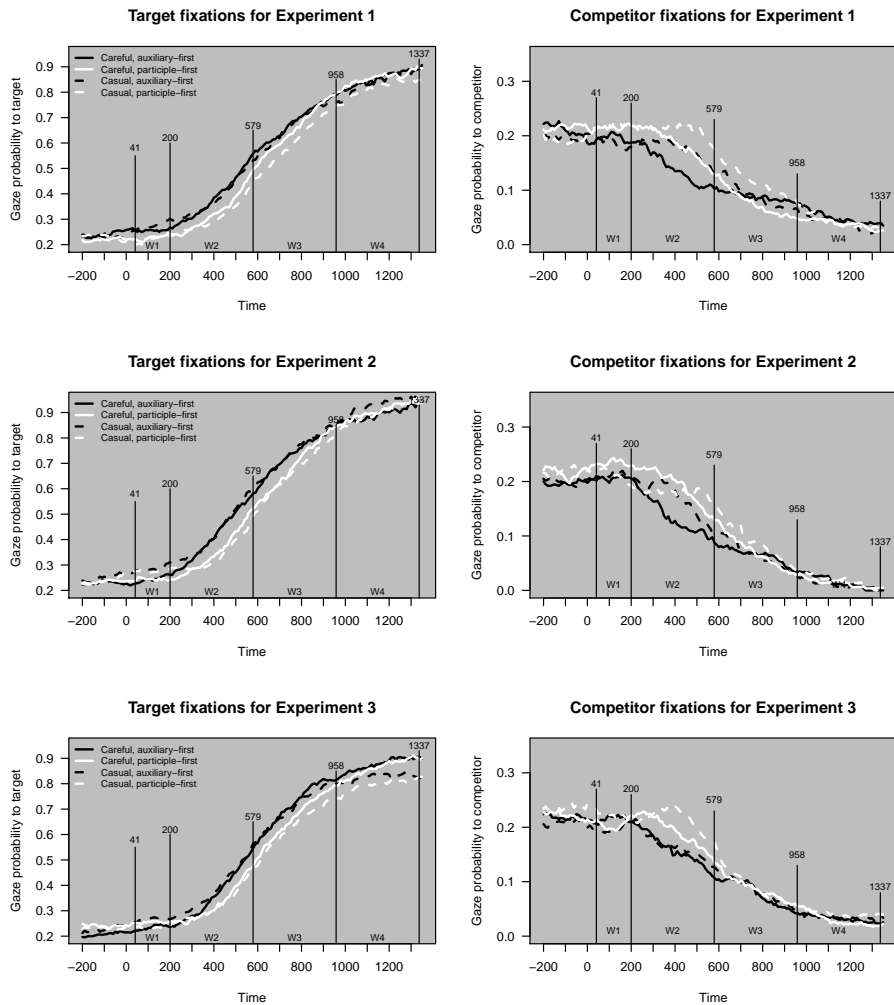 Target fixations for Experiment 1
Gaze probability to target
0.9
0.8
0.7
0.6
0.5
0.4
0.3
0.2
Careful, auxiliary−first
Careful, participle−first
Casual, auxiliary−first
Casual, participle−first
41
200
579
958
1337
W1 W2 W3 W4
−200 0 200 400 600 800 1000 1200
Time
Competitor fixations for Experiment 1
Gaze probability to competitor
0.3
0.2
0.1
0.0
41
200
579
958
1337
W1 W2 W3 W4
−200 0 200 400 600 800 1000 1200
Time
Target fixations for Experiment 2
Gaze probability to target
0.9
0.8
0.7
0.6
0.5
0.4
0.3
0.2
Careful, auxiliary−first
Careful, participle−first
Casual, auxiliary−first
Casual, participle−first
41
200
579
958
1337
W1 W2 W3 W4
−200 0 200 400 600 800 1000 1200
Time
Competitor fixations for Experiment 2
Gaze probability to competitor
0.3
0.2
0.1
0.0
41
200
579
958
1337
W1 W2 W3 W4
−200 0 200 400 600 800 1000 1200
Time
Target fixations for Experiment 3
Gaze probability to target
0.9
0.8
0.7
0.6
0.5
0.4
0.3
0.2
Careful, auxiliary−first
Careful, participle−first
Casual, auxiliary−first
Casual, participle−first
41
200
579
958
1337
W1 W2 W3 W4
−200 0 200 400 600 800 1000 1200
Time
Competitor fixations for Experiment 3
Gaze probability to competitor
0.3
0.2
0.1
0.0
41
200
579
958
1337
W1 W2 W3 W4
−200 0 200 400 600 800 1000 1200
Time